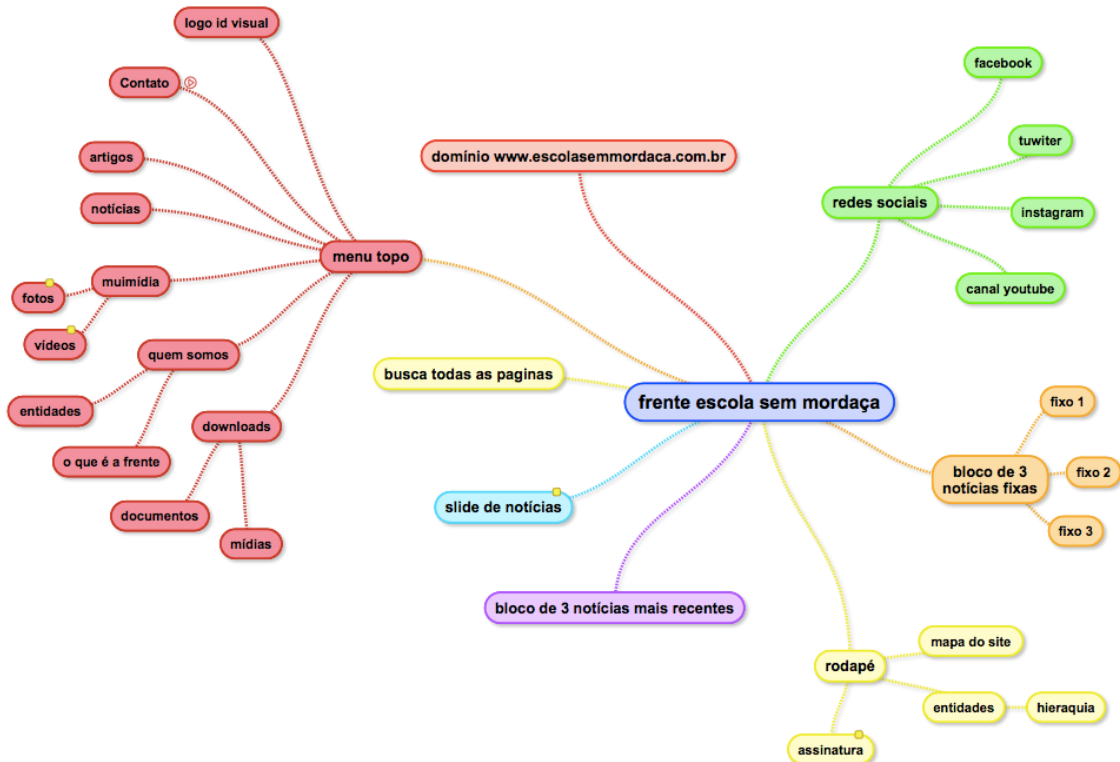 logo id visual
Contato
artigos
notícias
menu topo
muimídia
fotos
vídeos
quem somos
entidades
o que é a frente
downloads
documentos
mídias
domínio www.escolasemmordaca.com.br
facebook
tuwiter
redes sociais
instagram
canal youtube
busca todas as paginas
frente escola sem mordaça
slide de notícias
bloco de 3 notícias mais recentes
fixo 1
bloco de 3
notícias fixas
fixo 2
fixo 3
rodapé
mapa do site
entidades
hieraquia
assinatura